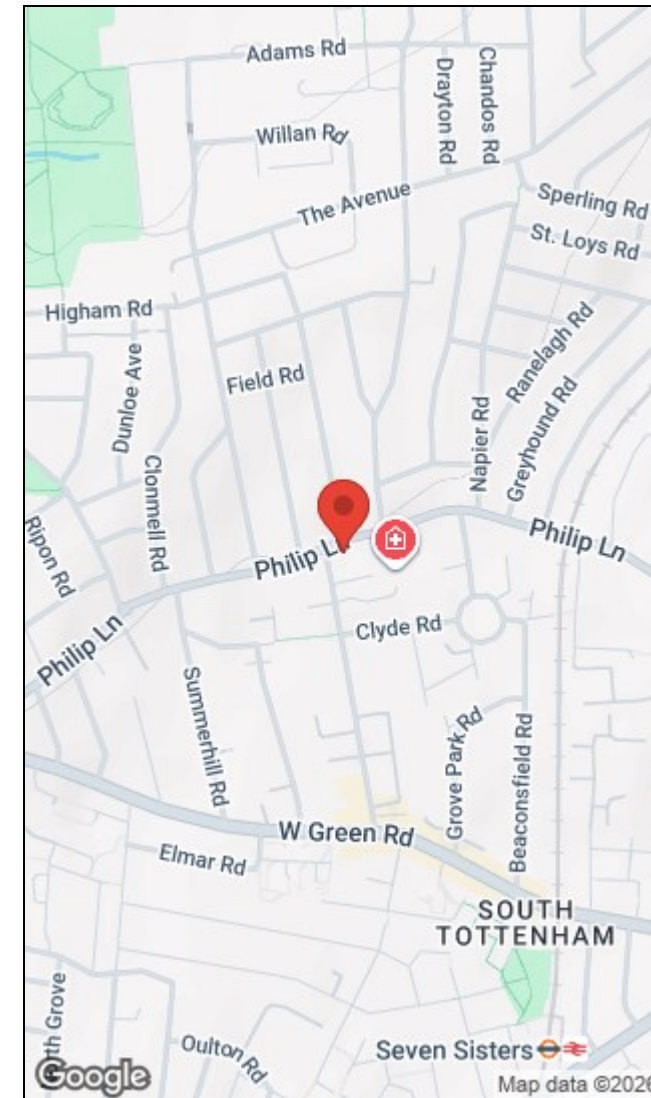 Adams Rd
Chandos Rd
Drayton Rd
Willan Rd
The Avenue
Sperling Rd
St. Loys Rd
Higham Rd
Dunloe Ave
Field Rd
Ranelagh Rd
Greyhound Rd
Napier Rd
Clonmell Rd
Ripon Rd
Philip Ln
Philip Ln
Philip Ln
Clyde Rd
Summerhill Rd
Grove Park Rd
Beaconsfield Rd
W Green Rd
Elmar Rd
SOUTH
TOTTENHAM
Grove
Oulton Rd
Seven Sisters
Google
Map data ©2026